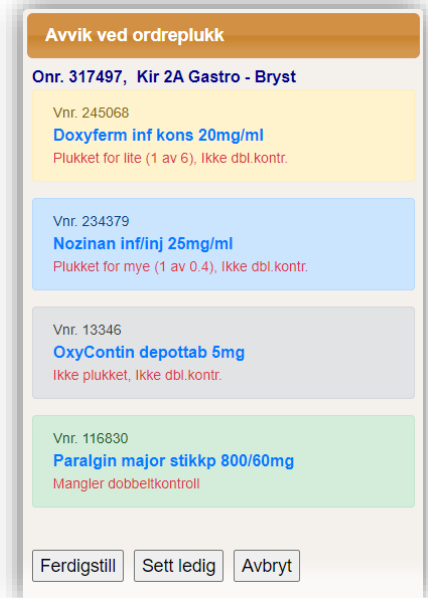 Avvik ved ordreplukk
Onr. 317497, Kir 2A Gastro - Bryst
Vnr. 245068
Doxyferm inf kons 20mg/ml
Plukket for lite (1 av 6), Ikke dbl.kontr.
Vnr. 234379
Nozinan inf/inj 25mg/ml
Plukket for mye (1 av 0.4), Ikke dbl.kontr.
Vnr. 13346
OxyContin depottab 5mg
Ikke plukket, Ikke dbl.kontr.
Vnr. 116830
Paralgin major stikkp 800/60mg
Mangler dobbeltkontroll
Ferdigstill Sett ledig Avbryt